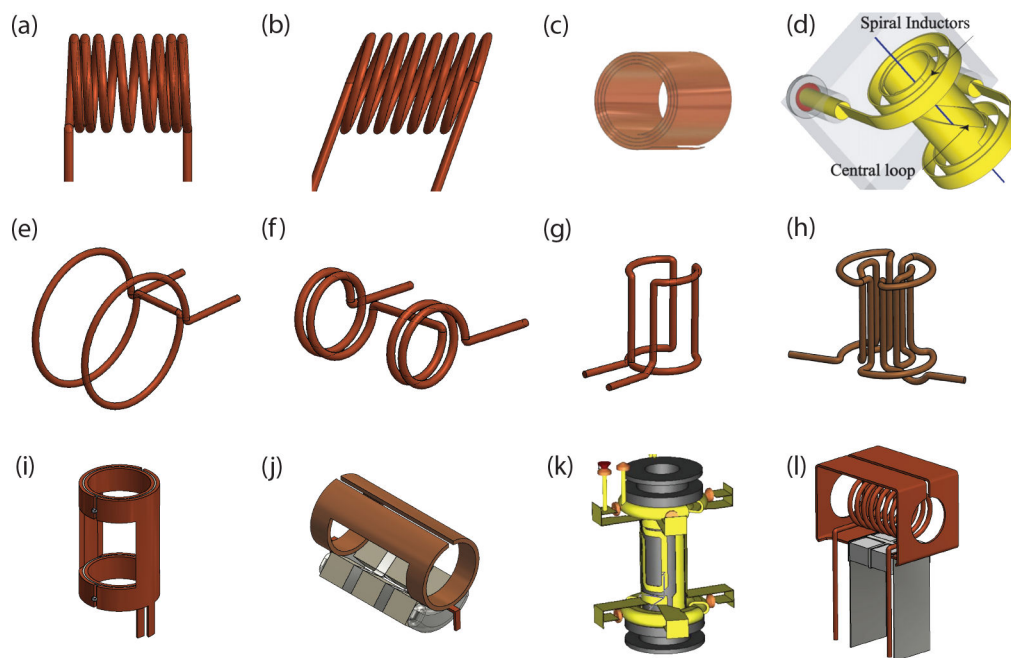 (a)
(b)
(c)
(d)
Spiral Inductors
Central loop
(e)
(f)
(g)
(h)
(i)
(j)
(k)
(l)